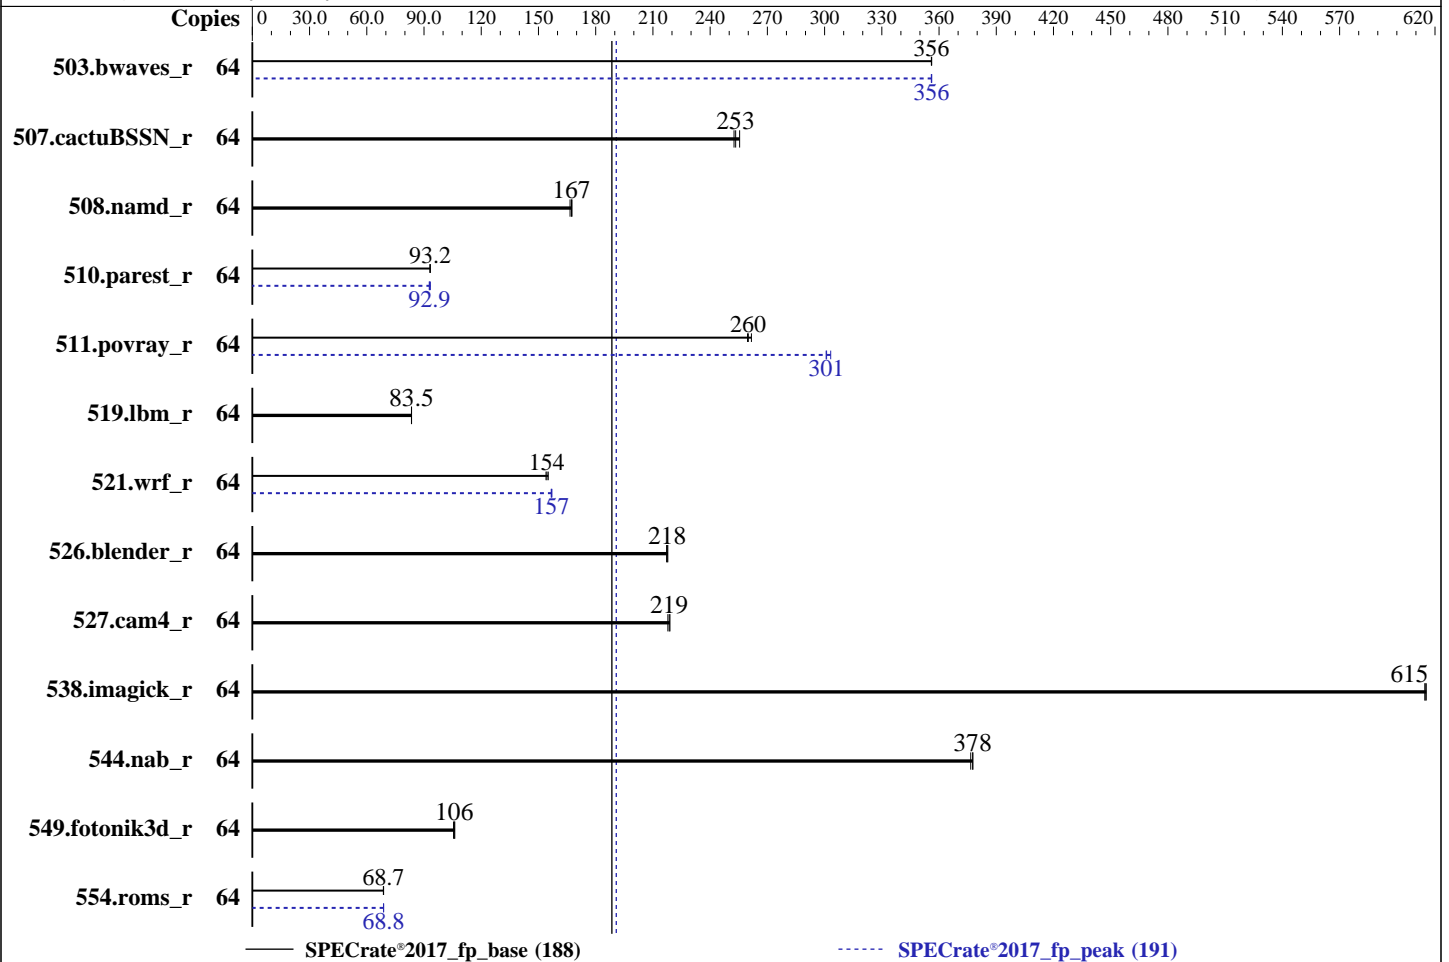 Copies 0 30.0 60.0 90.0 120 150 180 210 240 270 300 330 360 390 420 450 480 510 540 570 620
356
503.bwaves_r 64
356
253
507.cactuBSSN_r 64
167
508.namd_r 64
93.2
510.parest_r 64
92.9
260
511.povray_r 64
301
83.5
519.lbm_r 64
154
521.wrf_r 64
157
218
526.blender_r 64
219
527.cam4_r 64
615
538.imagick_r 64
378
544.nab_r 64
106
549.fotonik3d_r 64
68.7
554.roms_r 64
68.8
SPECrate®2017_fp_base (188) SPECrate®2017_fp_peak (191)